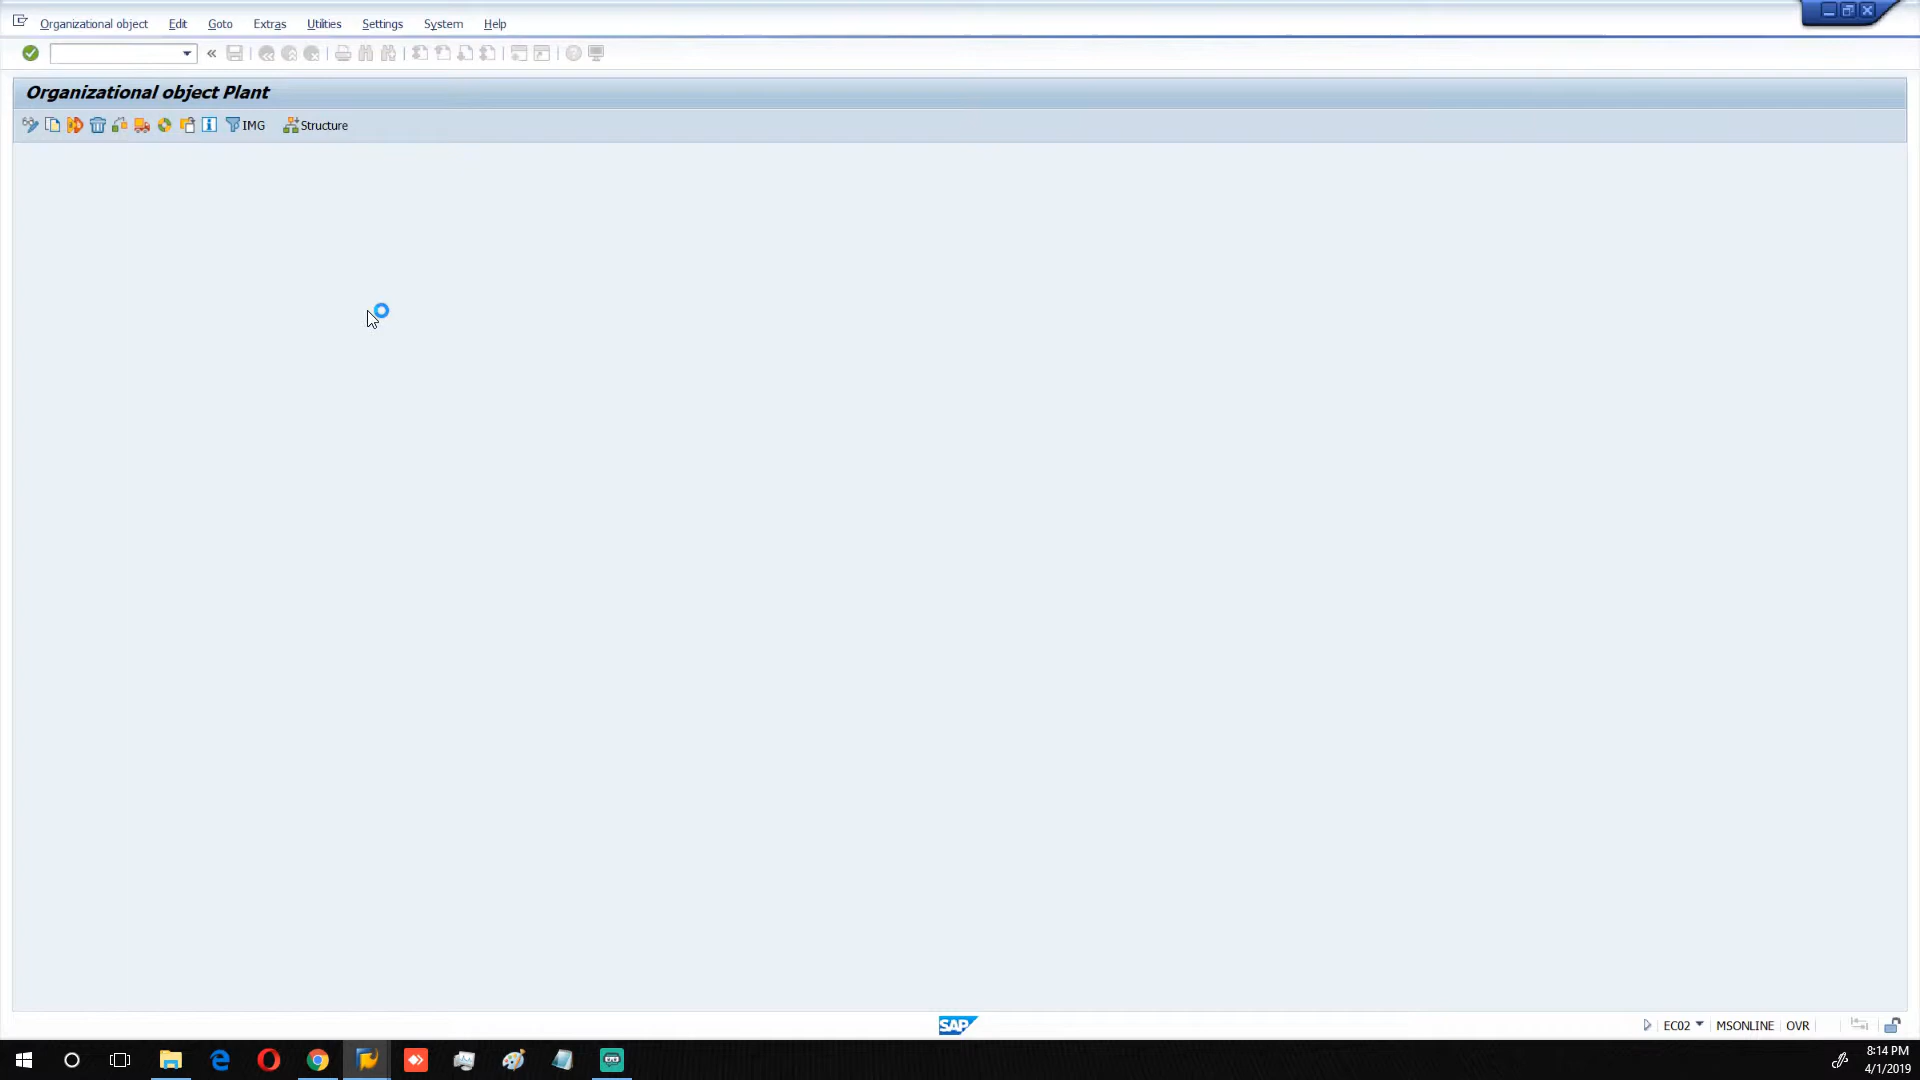 Organizational object Edit Goto Extras Utilities Settings System Help
Organizational object Plant
IMG Structure
SAP
EC02 MSONLINE OVR
8:14 PM
4/1/2019